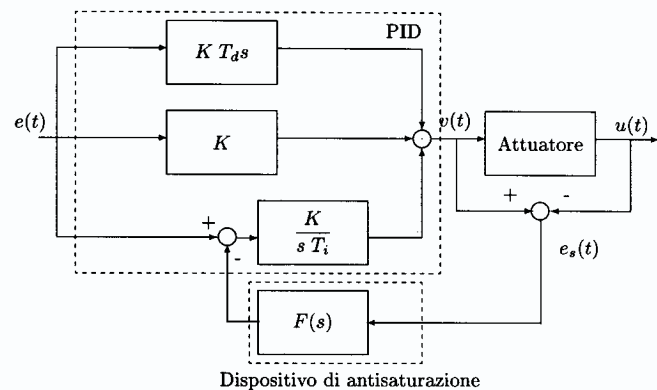 PID
K T_d s
e(t)
K
v(t)
Attuatore
u(t)
+
-
+
-
K
s T_i
e_s(t)
F(s)
Dispositivo di antisaturazione